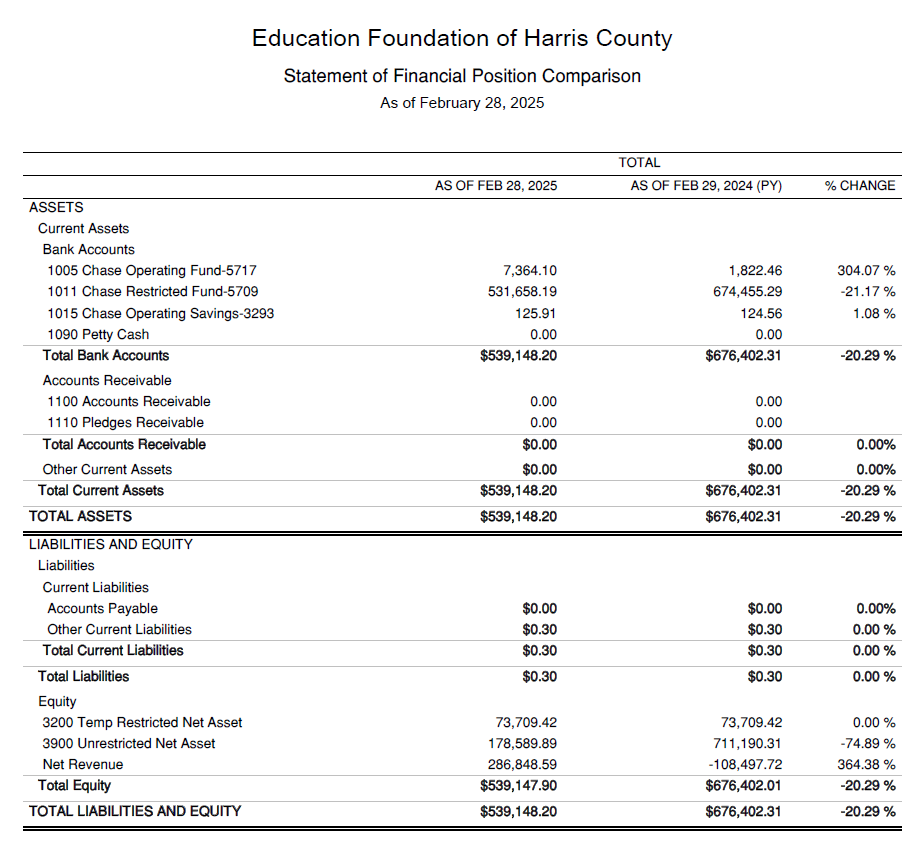 Education Foundation of Harris County
Statement of Financial Position Comparison
As of February 28, 2025
TOTAL
AS OF FEB 28, 2025 AS OF FEB 29, 2024 (PY) % CHANGE
ASSETS
Current Assets
Bank Accounts
1005 Chase Operating Fund-5717 7,364.10 1,822.46 304.07 %
1011 Chase Restricted Fund-5709 531,658.19 674,455.29 -21.17 %
1015 Chase Operating Savings-3293 125.91 124.56 1.08 %
1090 Petty Cash 0.00 0.00
Total Bank Accounts $539,148.20 $676,402.31 -20.29 %
Accounts Receivable
1100 Accounts Receivable 0.00 0.00
1110 Pledges Receivable 0.00 0.00
Total Accounts Receivable $0.00 $0.00 0.00%
Other Current Assets $0.00 $0.00 0.00%
Total Current Assets $539,148.20 $676,402.31 -20.29 %
TOTAL ASSETS $539,148.20 $676,402.31 -20.29 %
LIABILITIES AND EQUITY
Liabilities
Current Liabilities
Accounts Payable $0.00 $0.00 0.00%
Other Current Liabilities $0.30 $0.30 0.00 %
Total Current Liabilities $0.30 $0.30 0.00 %
Total Liabilities $0.30 $0.30 0.00 %
Equity
3200 Temp Restricted Net Asset 73,709.42 73,709.42 0.00 %
3900 Unrestricted Net Asset 178,589.89 711,190.31 -74.89 %
Net Revenue 286,848.59 -108,497.72 364.38 %
Total Equity $539,147.90 $676,402.01 -20.29 %
TOTAL LIABILITIES AND EQUITY $539,148.20 $676,402.31 -20.29 %